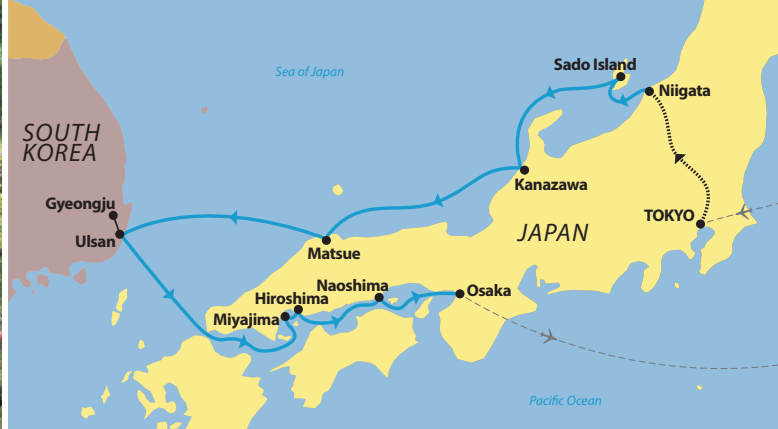 Sea of Japan
Sado Island
Niigata
SOUTH
KOREA
Kanazawa
Gyeongju
TOKYO
Ulsan
JAPAN
Matsue
Naoshima
Osaka
Hiroshima
Miyajima
Pacific Ocean